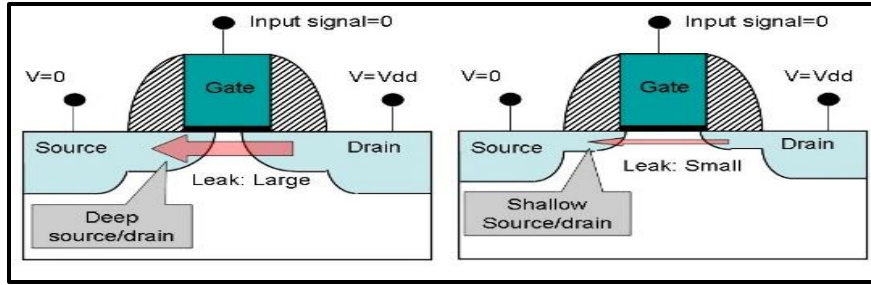 Input signal=0
V=0
V=Vdd
Gate
Source
Drain
Leak: Large
Deep
source/drain
Input signal=0
V=0
V=Vdd
Gate
Source
Drain
Leak: Small
Shallow
Source/drain